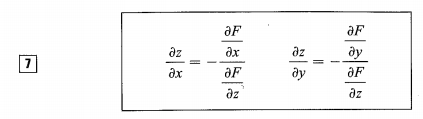 7 ∂z/∂x = − (∂F/∂x)/(∂F/∂z) ∂z/∂y = − (∂F/∂y)/(∂F/∂z)